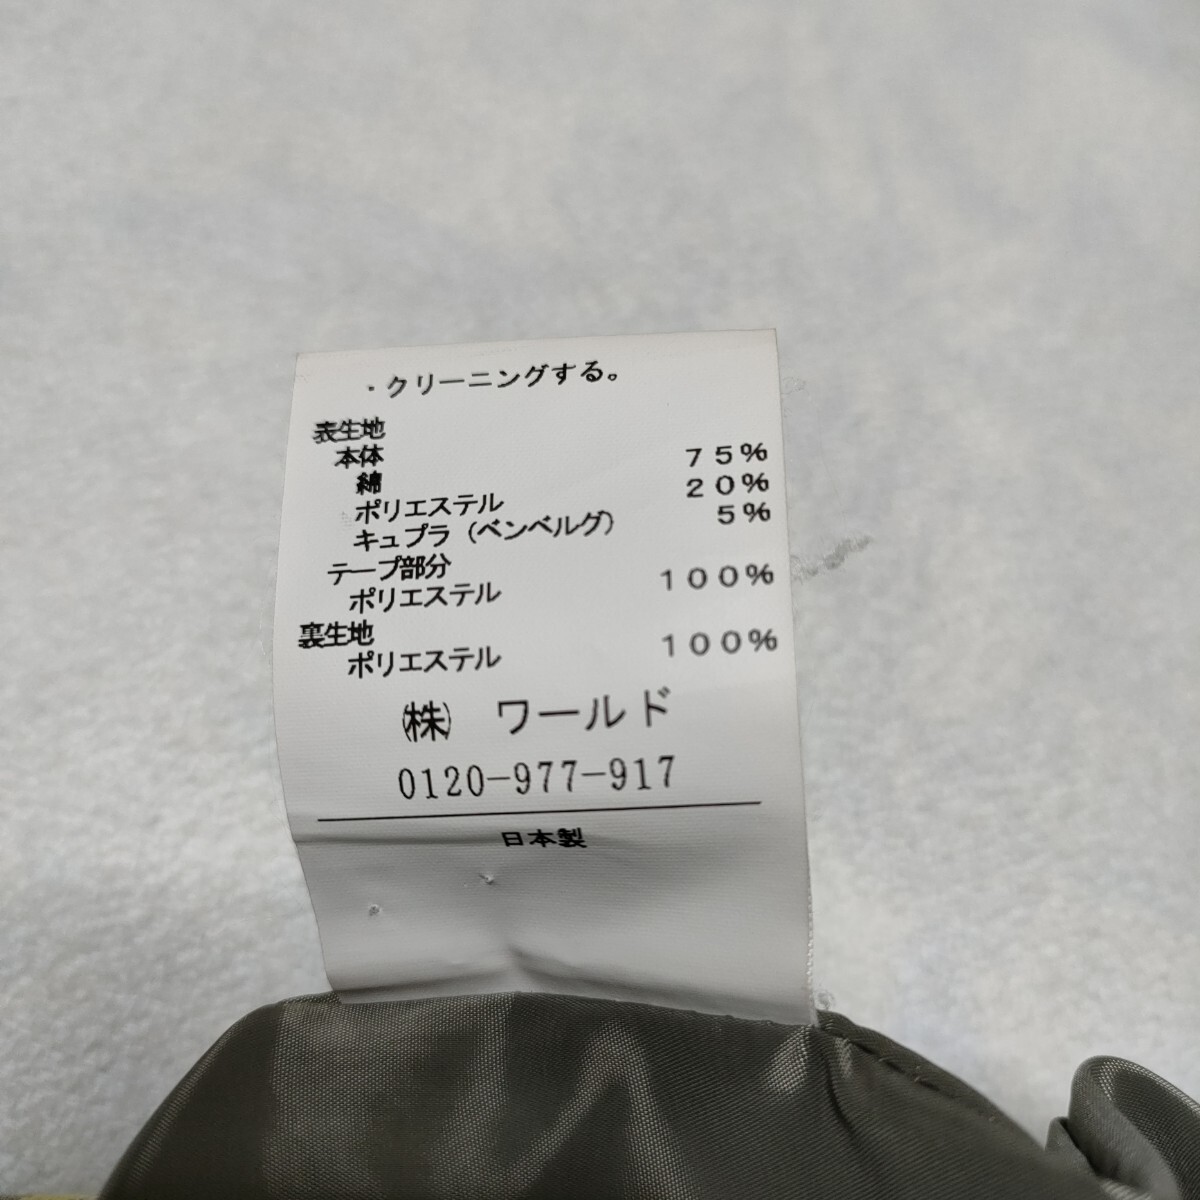 ・クリーニングする。
表生地
本体
綿 75%
ポリエステル 20%
キュプラ（ベンベルグ） 5%
テープ部分
ポリエステル 100%
裏生地
ポリエステル 100%
㈱ ワールド
0120-977-917
日本製